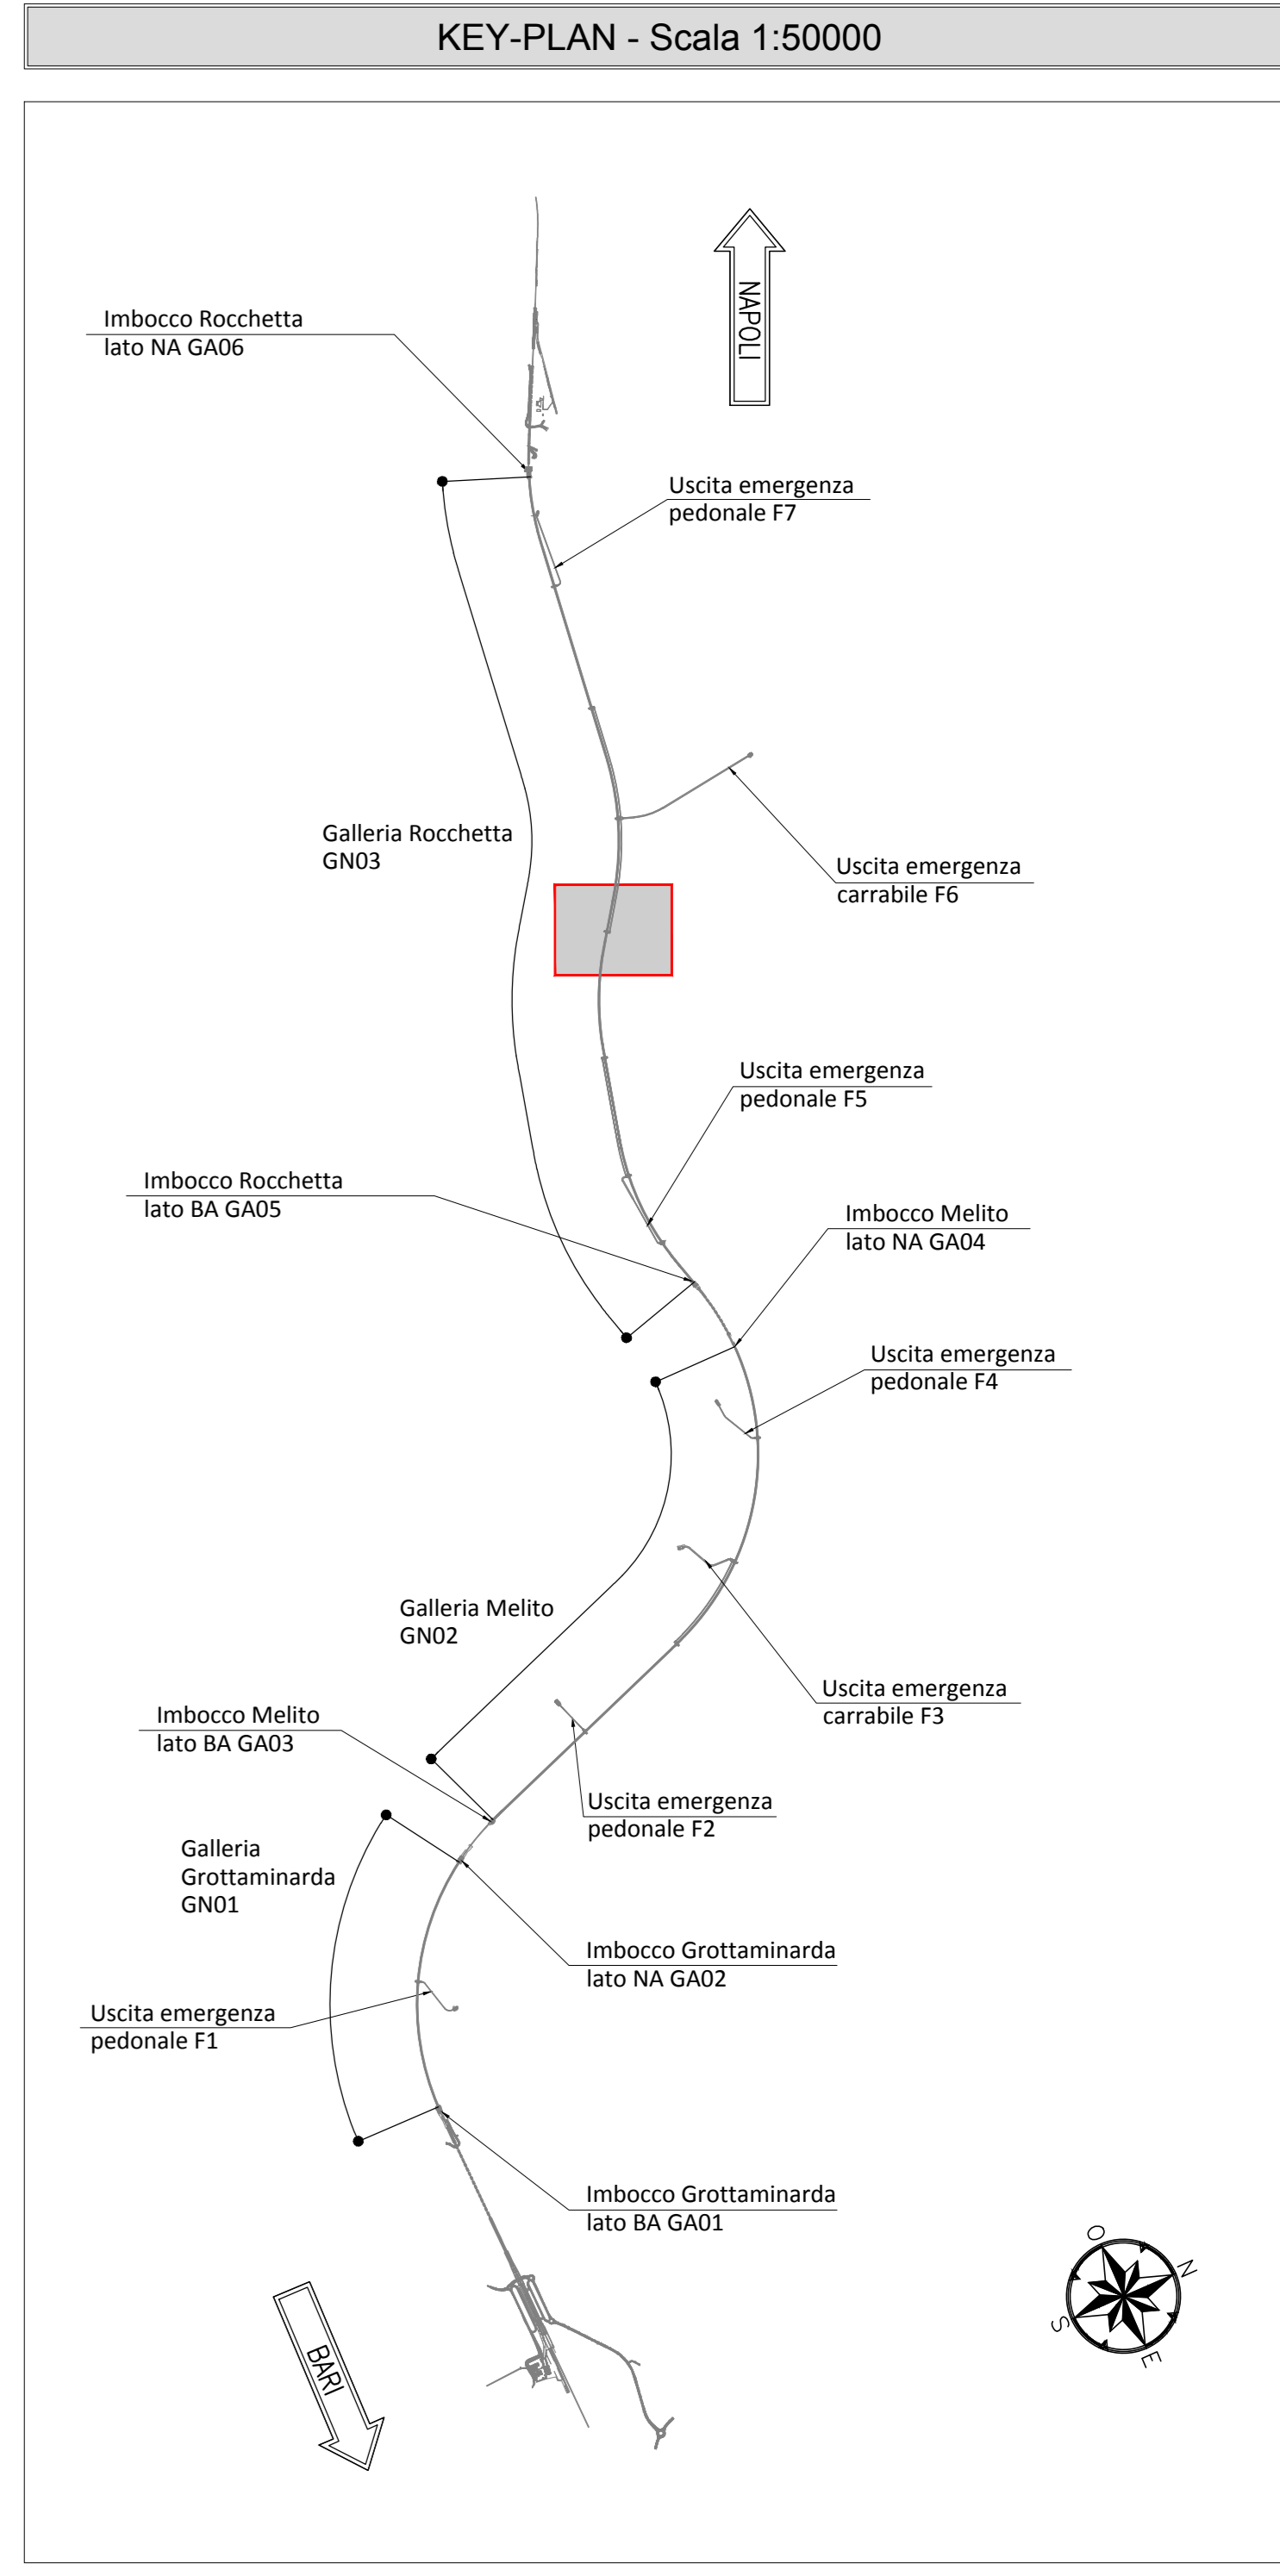 KEY-PLAN - Scala 1:50000
NAPOLI
Imbocco Rocchetta
lato NA GA06
Uscita emergenza
pedonale F7
Galleria Rocchetta
GN03
Uscita emergenza
carrabile F6
Uscita emergenza
pedonale F5
Imbocco Rocchetta
lato BA GA05
Imbocco Melito
lato NA GA04
Uscita emergenza
pedonale F4
Galleria Melito
GN02
Uscita emergenza
carrabile F3
Imbocco Melito
lato BA GA03
Uscita emergenza
pedonale F2
Galleria
Grottaminarda
GN01
Imbocco Grottaminarda
lato NA GA02
Uscita emergenza
pedonale F1
Imbocco Grottaminarda
lato BA GA01
BARI
O
N
S
E